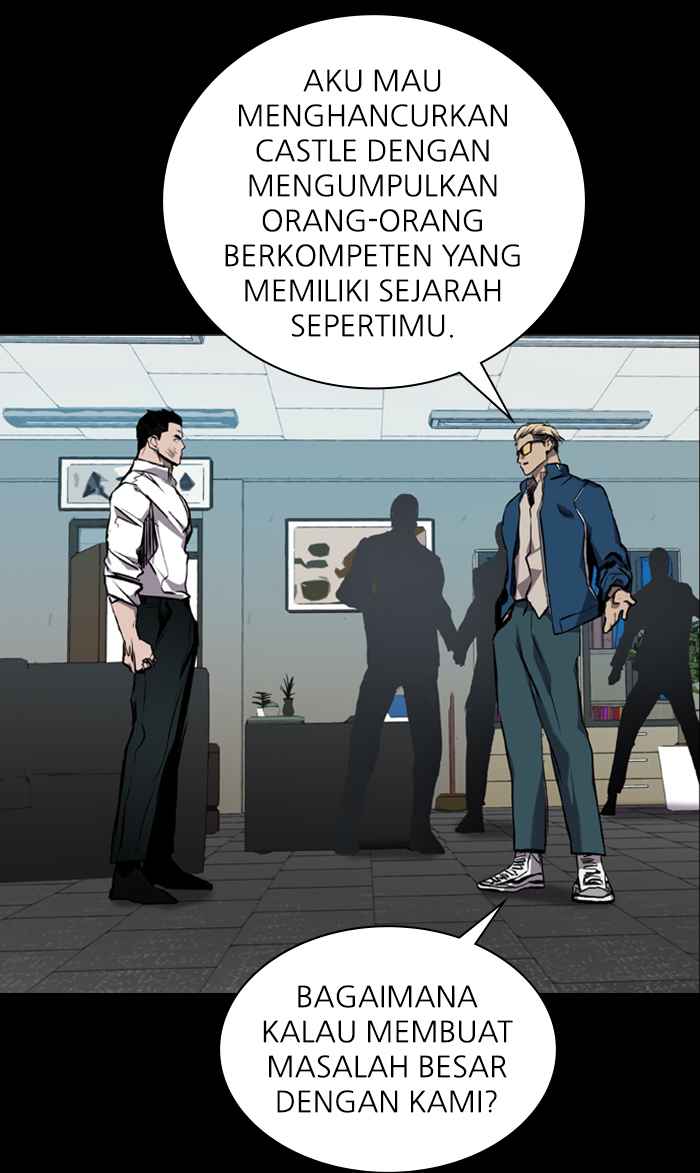 AKU MAU
MENGHANCURKAN
CASTLE DENGAN
MENGUMPULKAN
ORANG-ORANG
BERKOMPETEN YANG
MEMILIKI SEJARAH
SEPERTIMU.
BAGAIMANA
KALAU MEMBUAT
MASALAH BESAR
DENGAN KAMI?